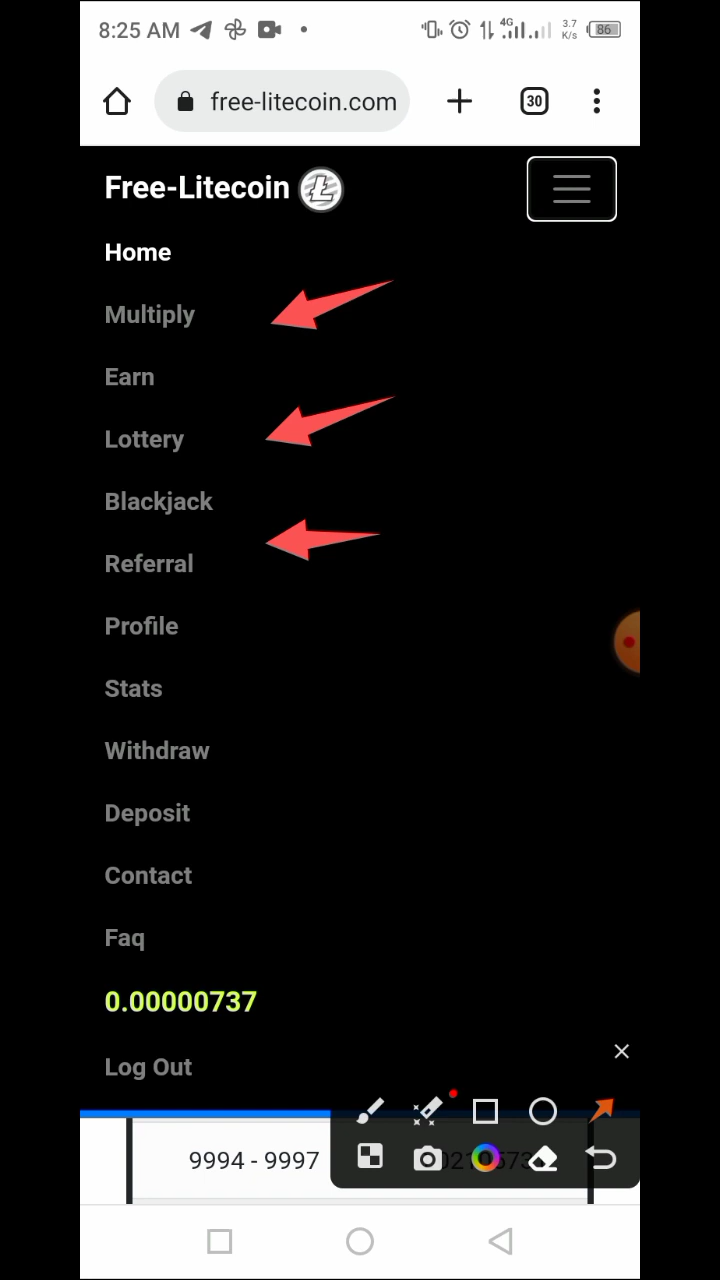 8:25 AM
4G
3.7
K/s
86
free-litecoin.com
30
Free-Litecoin
Home
Multiply
Earn
Lottery
Blackjack
Referral
Profile
Stats
Withdraw
Deposit
Contact
Faq
0.00000737
Log Out
9994 - 9997